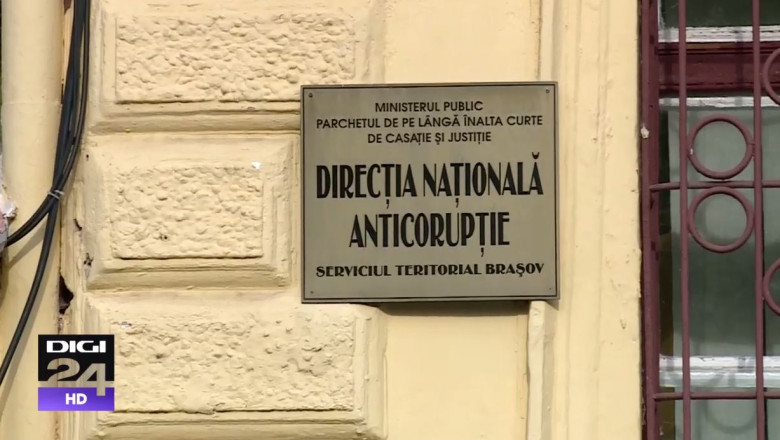 MINISTERUL PUBLIC
PARCHETUL DE PE LÂNGĂ ÎNALTA CURTE
DE CASAȚIE ȘI JUSTIȚIE
DIRECȚIA NAȚIONALĂ
ANTICORUPȚIE
SERVICIUL TERITORIAL BRAȘOV
DIGI
24
HD